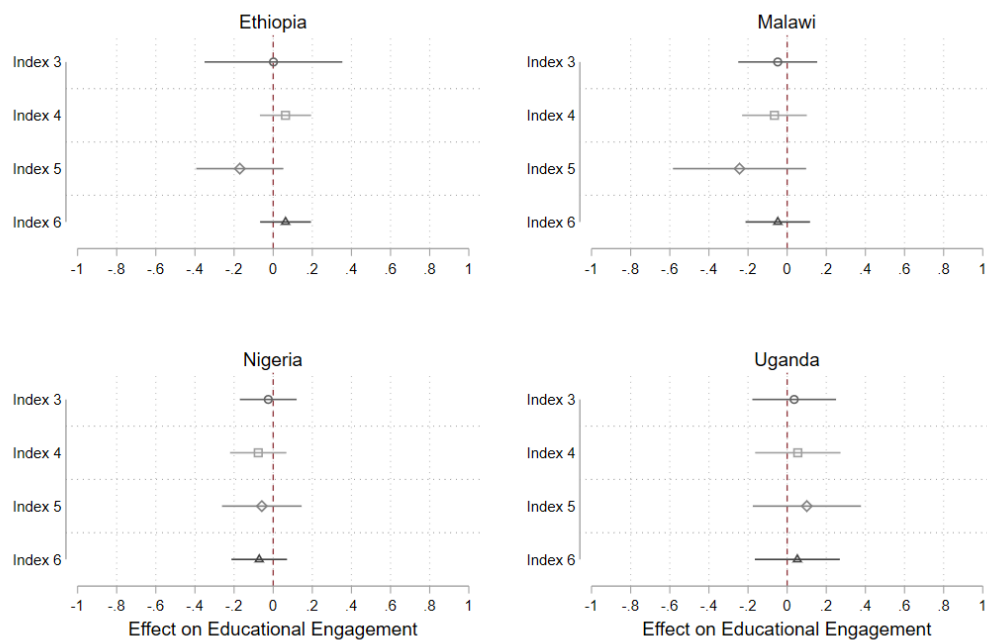 Ethiopia
Index 3
Index 4
Index 5
Index 6
-1 -.8 -.6 -.4 -.2 0 .2 .4 .6 .8 1
Malawi
Index 3
Index 4
Index 5
Index 6
-1 -.8 -.6 -.4 -.2 0 .2 .4 .6 .8 1
Nigeria
Index 3
Index 4
Index 5
Index 6
-1 -.8 -.6 -.4 -.2 0 .2 .4 .6 .8 1
Effect on Educational Engagement
Uganda
Index 3
Index 4
Index 5
Index 6
-1 -.8 -.6 -.4 -.2 0 .2 .4 .6 .8 1
Effect on Educational Engagement